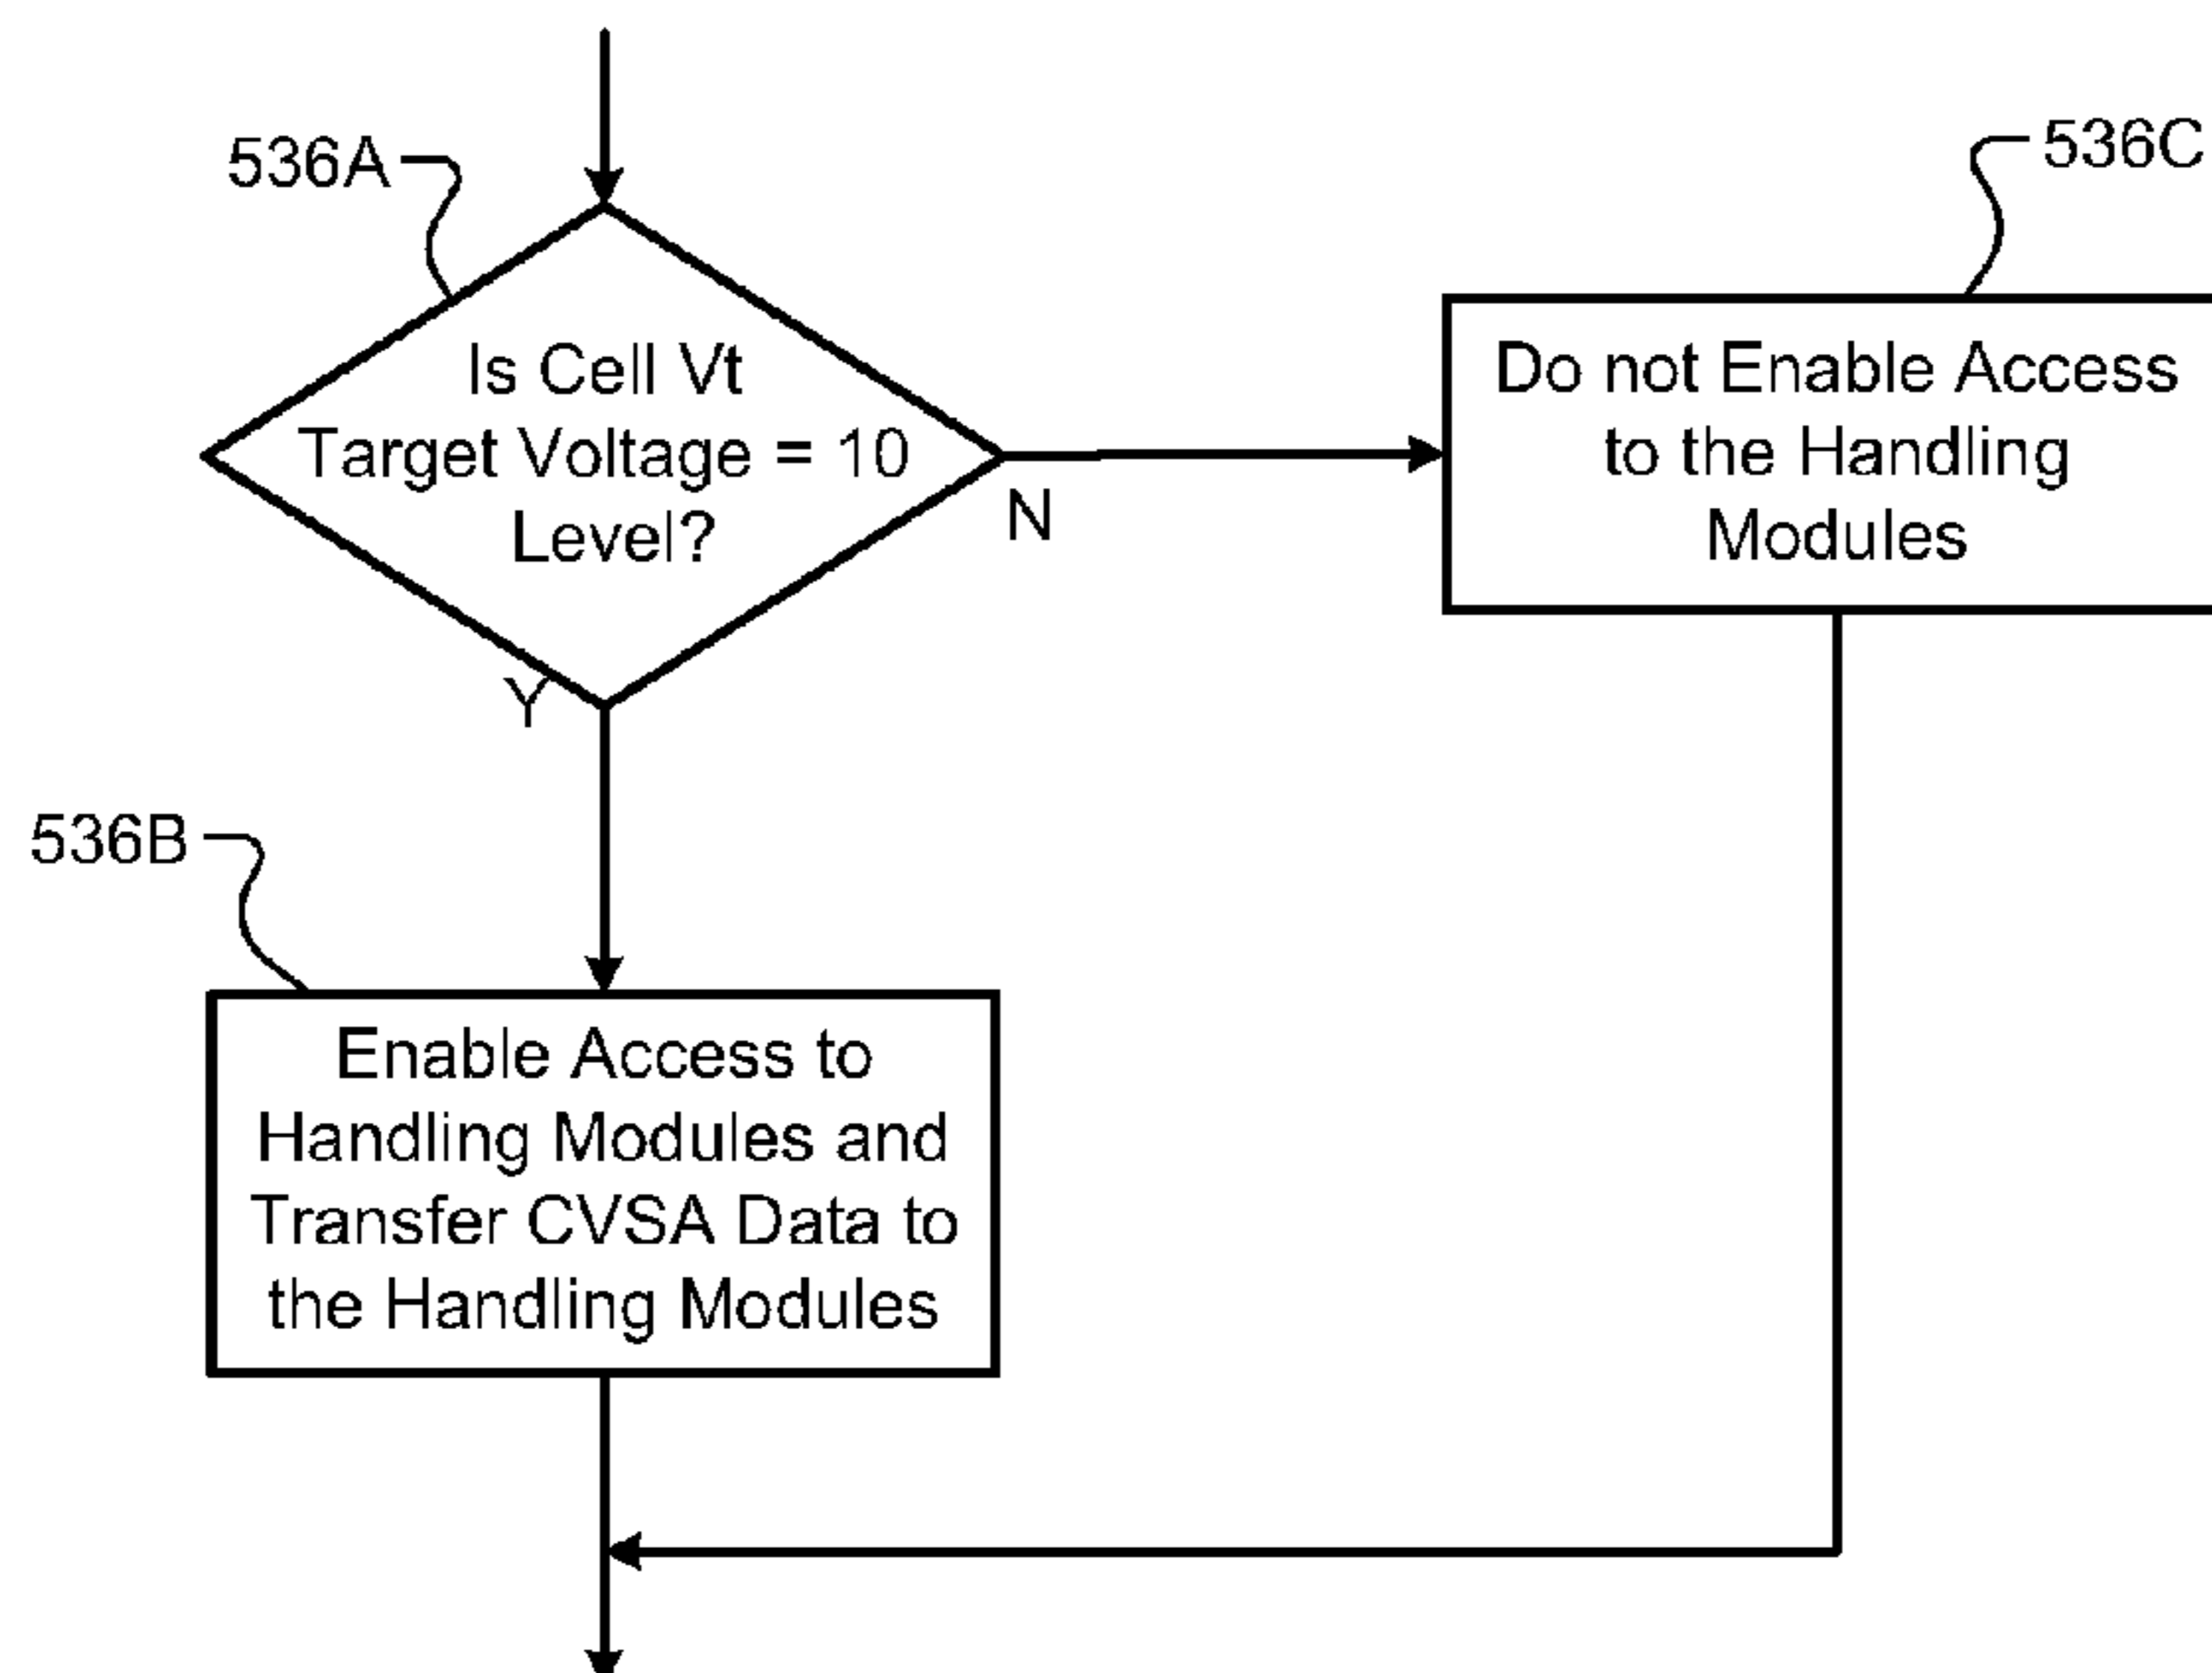 536A
536C
Is Cell Vt
Target Voltage = 10
Level?
Do not Enable Access
to the Handling
Modules
N
Y
536B
Enable Access to
Handling Modules and
Transfer CVSA Data to
the Handling Modules